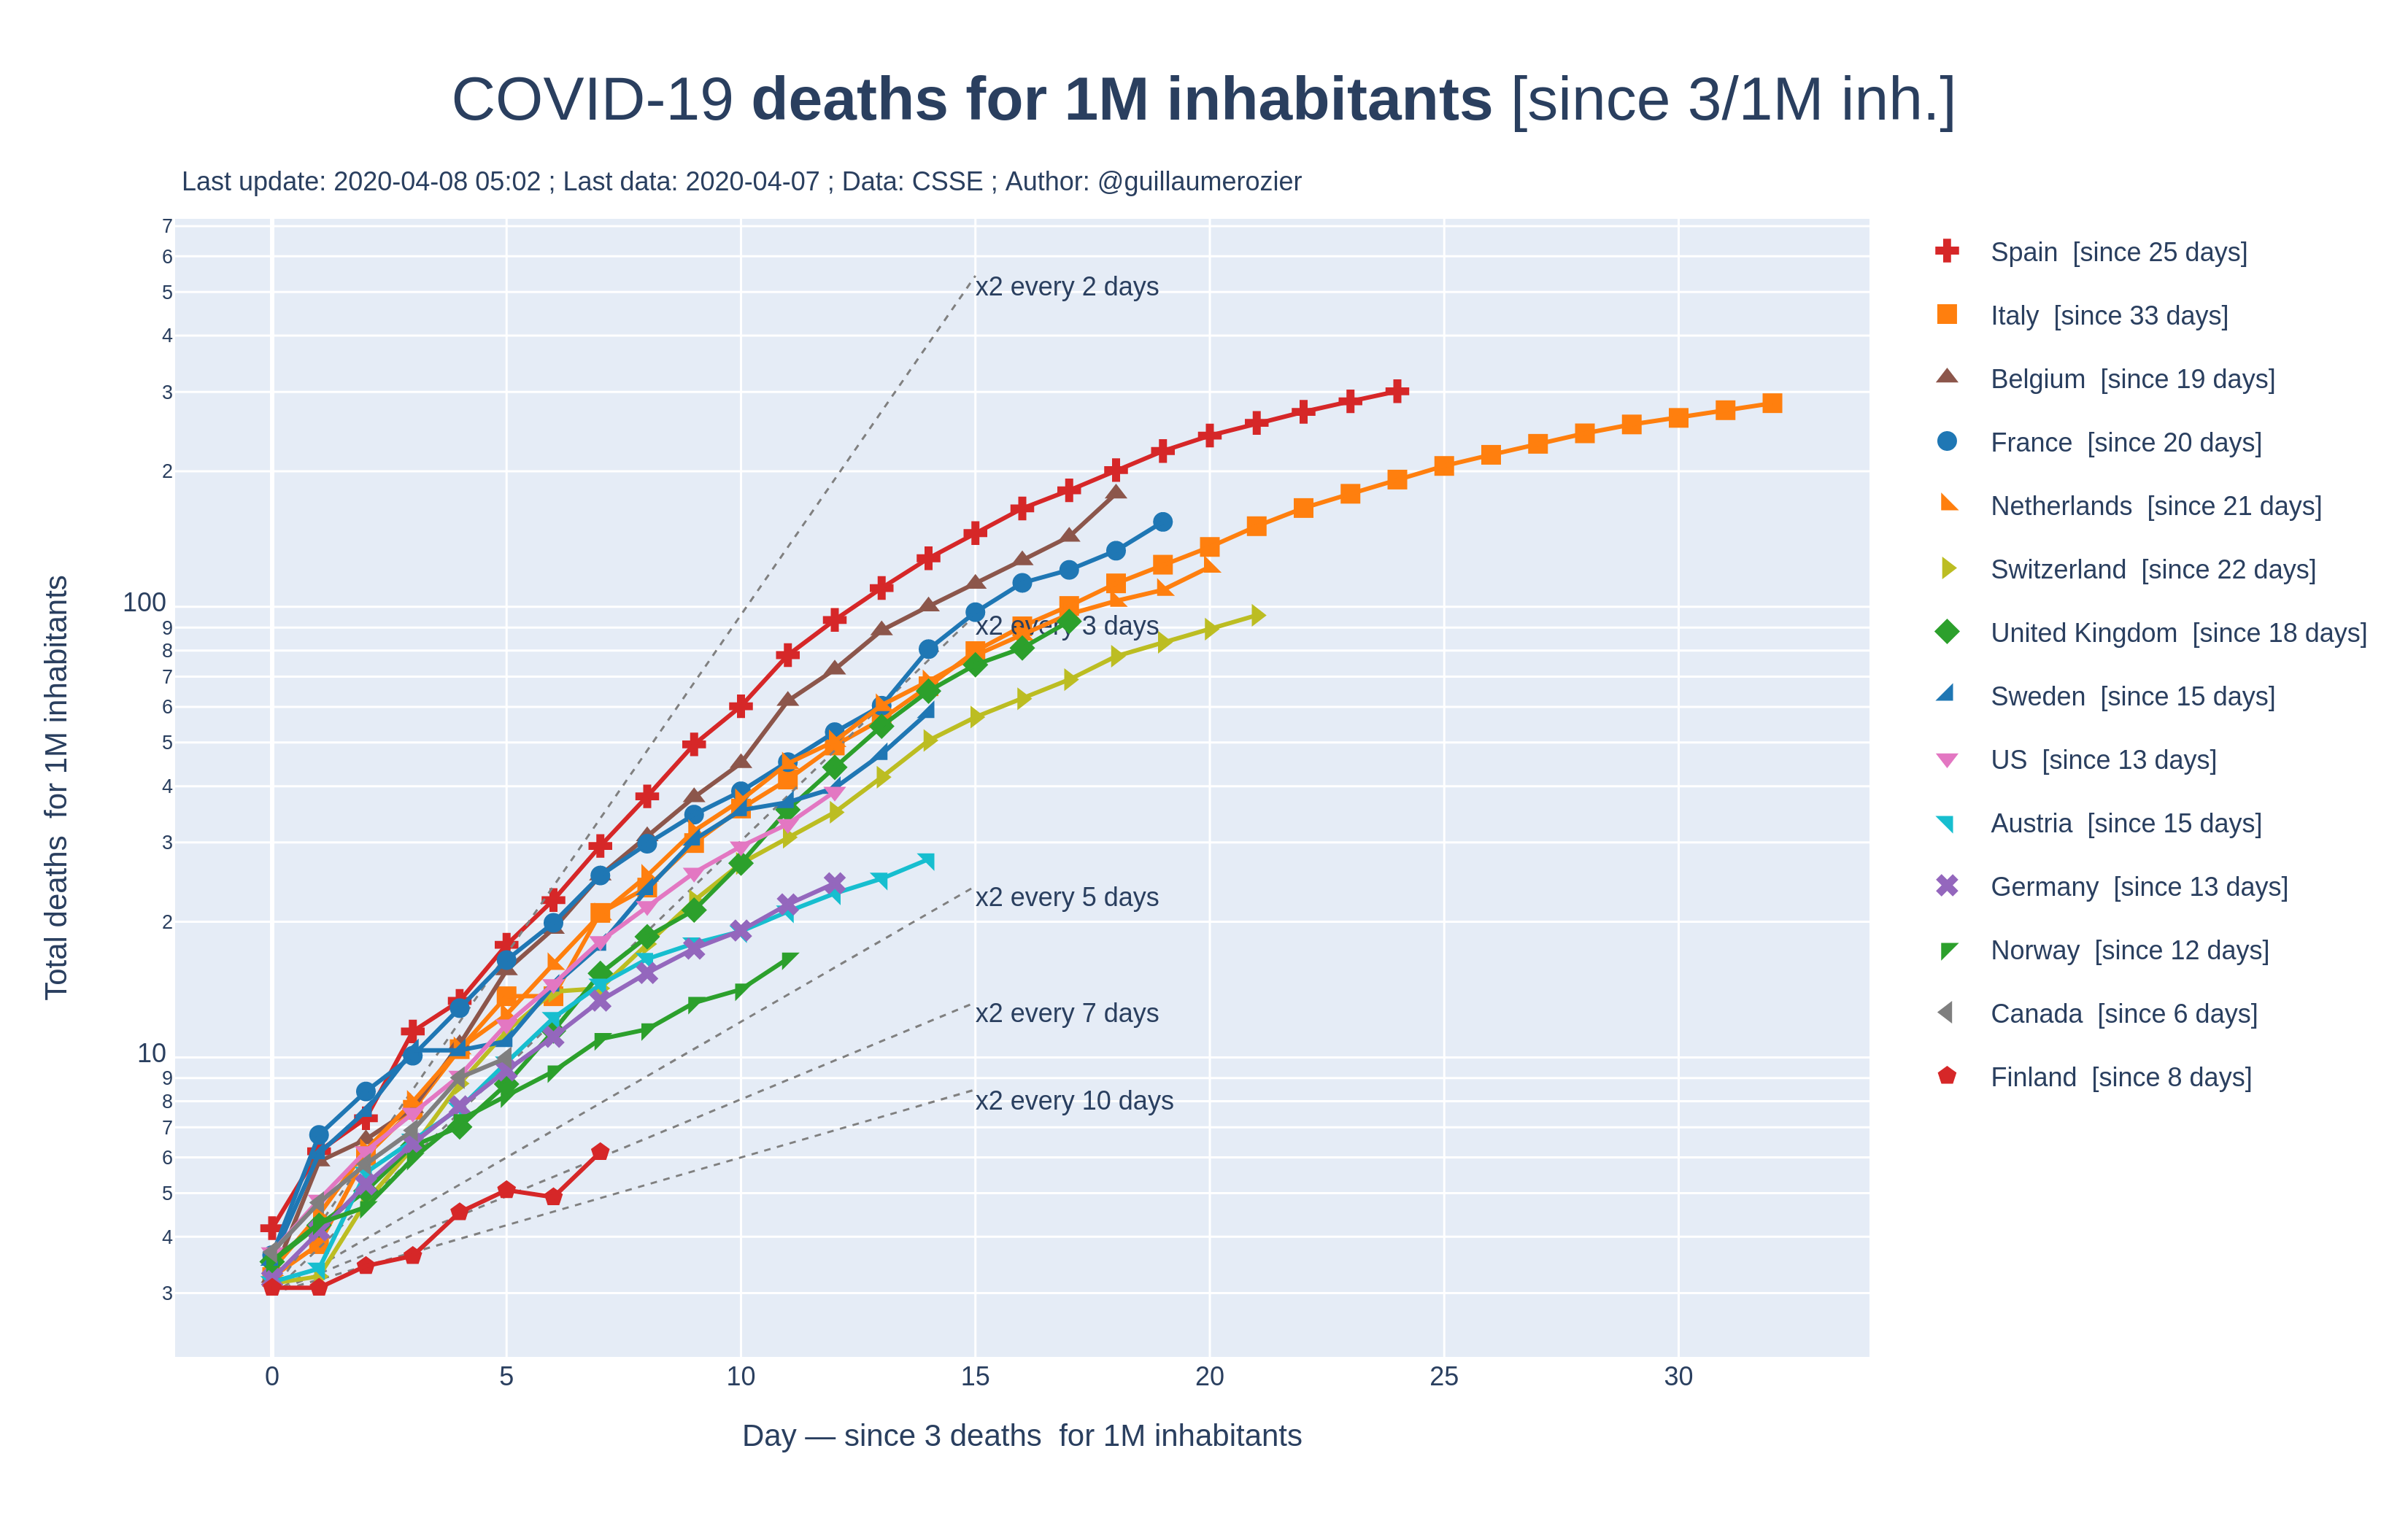 COVID-19 deaths for 1M inhabitants [since 3/1M inh.]
Last update: 2020-04-08 05:02 ; Last data: 2020-04-07 ; Data: CSSE ; Author: @guillaumerozier
Total deaths  for 1M inhabitants
7
6
5
4
3
2
100
9
8
7
6
5
4
3
2
10
9
8
7
6
5
4
3
x2 every 2 days
x2 every 3 days
x2 every 5 days
x2 every 7 days
x2 every 10 days
0 5 10 15 20 25 30
Day — since 3 deaths  for 1M inhabitants
Spain  [since 25 days]
Italy  [since 33 days]
Belgium  [since 19 days]
France  [since 20 days]
Netherlands  [since 21 days]
Switzerland  [since 22 days]
United Kingdom  [since 18 days]
Sweden  [since 15 days]
US  [since 13 days]
Austria  [since 15 days]
Germany  [since 13 days]
Norway  [since 12 days]
Canada  [since 6 days]
Finland  [since 8 days]